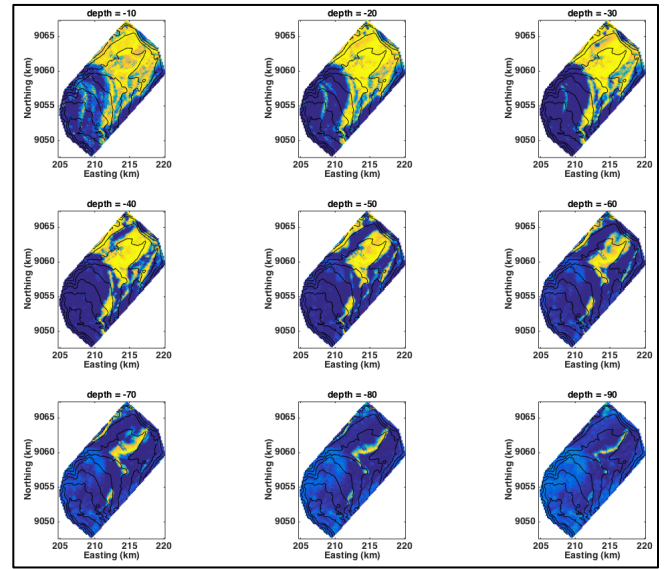 depth = -10
depth = -20
depth = -30
9065
9060
9055
9050
Northing (km)
205 210 215 220
Easting (km)
9065
9060
9055
9050
Northing (km)
205 210 215 220
Easting (km)
9065
9060
9055
9050
Northing (km)
205 210 215 220
Easting (km)
depth = -40
depth = -50
depth = -60
9065
9060
9055
9050
Northing (km)
205 210 215 220
Easting (km)
9065
9060
9055
9050
Northing (km)
205 210 215 220
Easting (km)
9065
9060
9055
9050
Northing (km)
205 210 215 220
Easting (km)
depth = -70
depth = -80
depth = -90
9065
9060
9055
9050
Northing (km)
205 210 215 220
Easting (km)
9065
9060
9055
9050
Northing (km)
205 210 215 220
Easting (km)
9065
9060
9055
9050
Northing (km)
205 210 215 220
Easting (km)